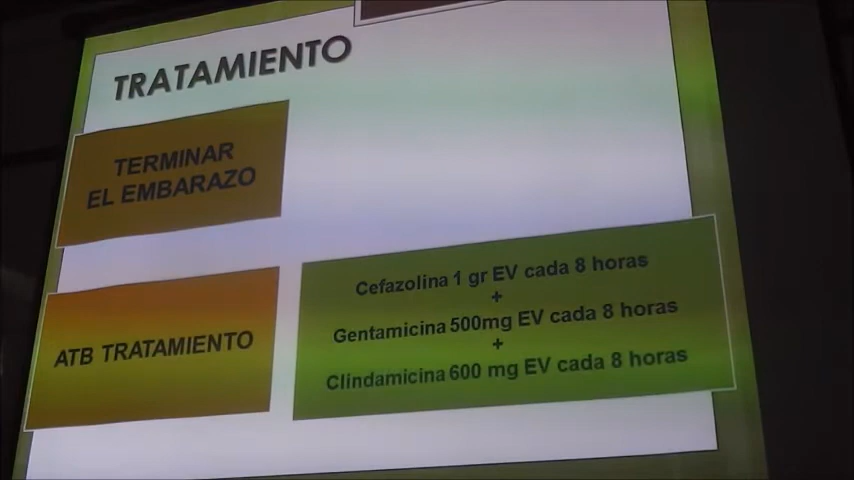 TRATAMIENTO
TERMINAR
EL EMBARAZO
ATB TRATAMIENTO
Cefazolina 1 gr EV cada 8 horas
+
Gentamicina 500mg EV cada 8 horas
+
Clindamicina 600 mg EV cada 8 horas